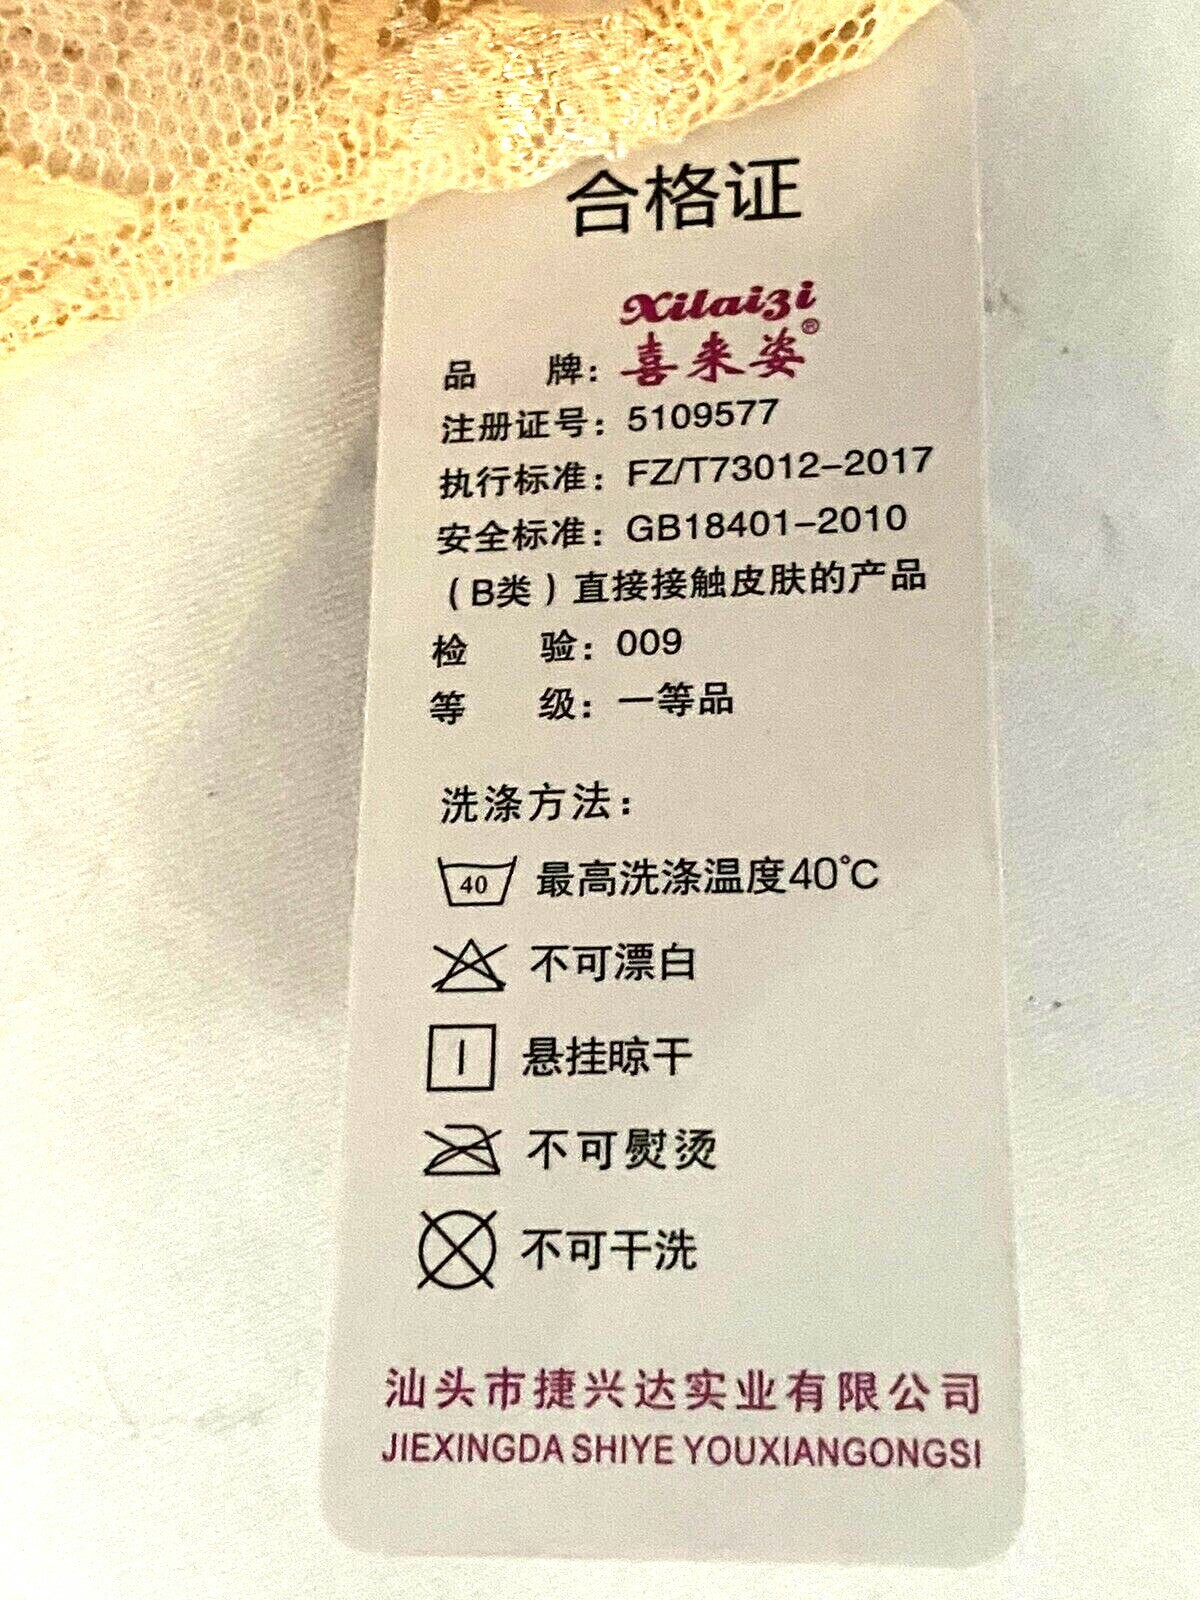 合格证
Xilaizi
品 牌：喜来姿®
注册证号：5109577
执行标准：FZ/T73012-2017
安全标准：GB18401-2010
（B类）直接接触皮肤的产品
检 验：009
等 级：一等品
洗涤方法：
40 最高洗涤温度40℃
不可漂白
悬挂晾干
不可熨烫
不可干洗
汕头市捷兴达实业有限公司
JIEXINGDA SHIYE YOUXIANGONGSI